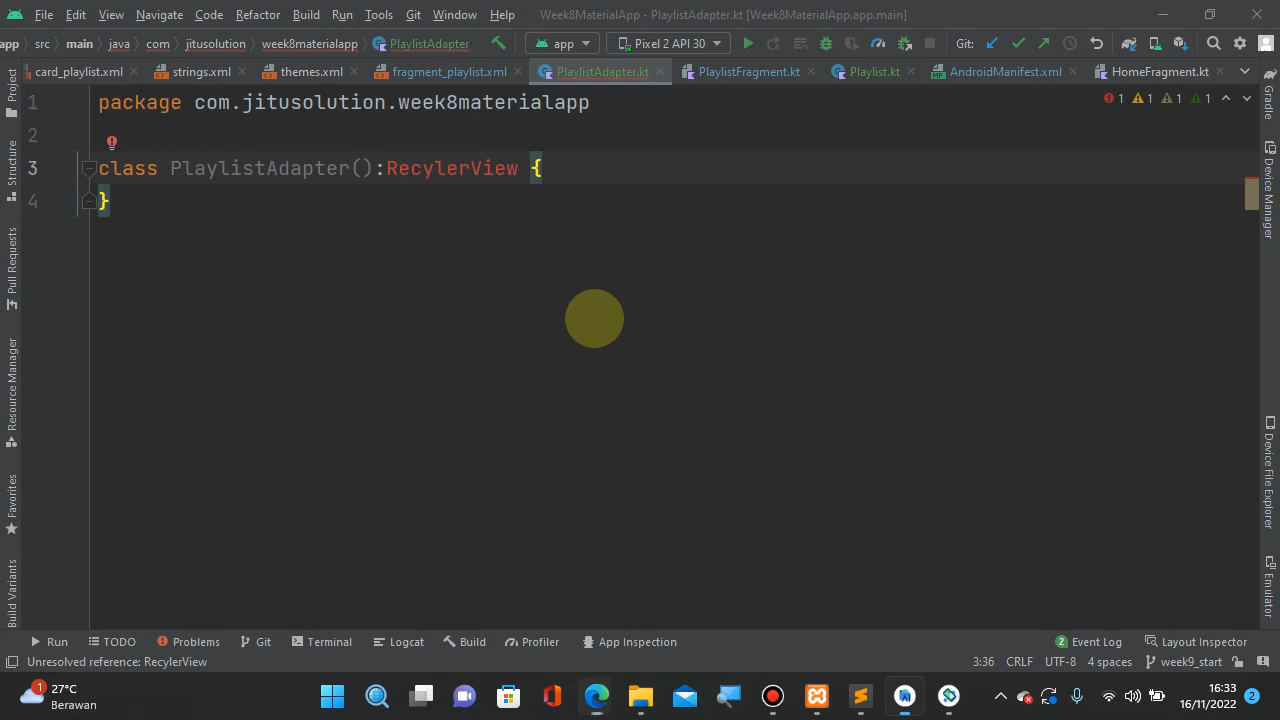 File Edit View Navigate Code Refactor Build Run Tools Git Window Help Week8MaterialApp - PlaylistAdapter.kt [Week8MaterialApp.app.main]
app src main java com jitusolution week8materialapp PlaylistAdapter app Pixel 2 API 30 Git:
card_playlist.xml strings.xml themes.xml fragment_playlist.xml PlaylistAdapter.kt PlaylistFragment.kt Playlist.kt AndroidManifest.xml HomeFragment.kt
1 package com.jitusolution.week8materialapp
1 1 1 1
2
3 class PlaylistAdapter():RecylerView {
4 }
Project
Structure
Pull Requests
Resource Manager
Favorites
Build Variants
Gradle
Device Manager
Device File Explorer
Emulator
Run TODO Problems Git Terminal Logcat Build Profiler App Inspection 2 Event Log Layout Inspector
Unresolved reference: RecylerView 3:36 CRLF UTF-8 4 spaces week9_start
1 27°C
Berawan
16:33
16/11/2022
2